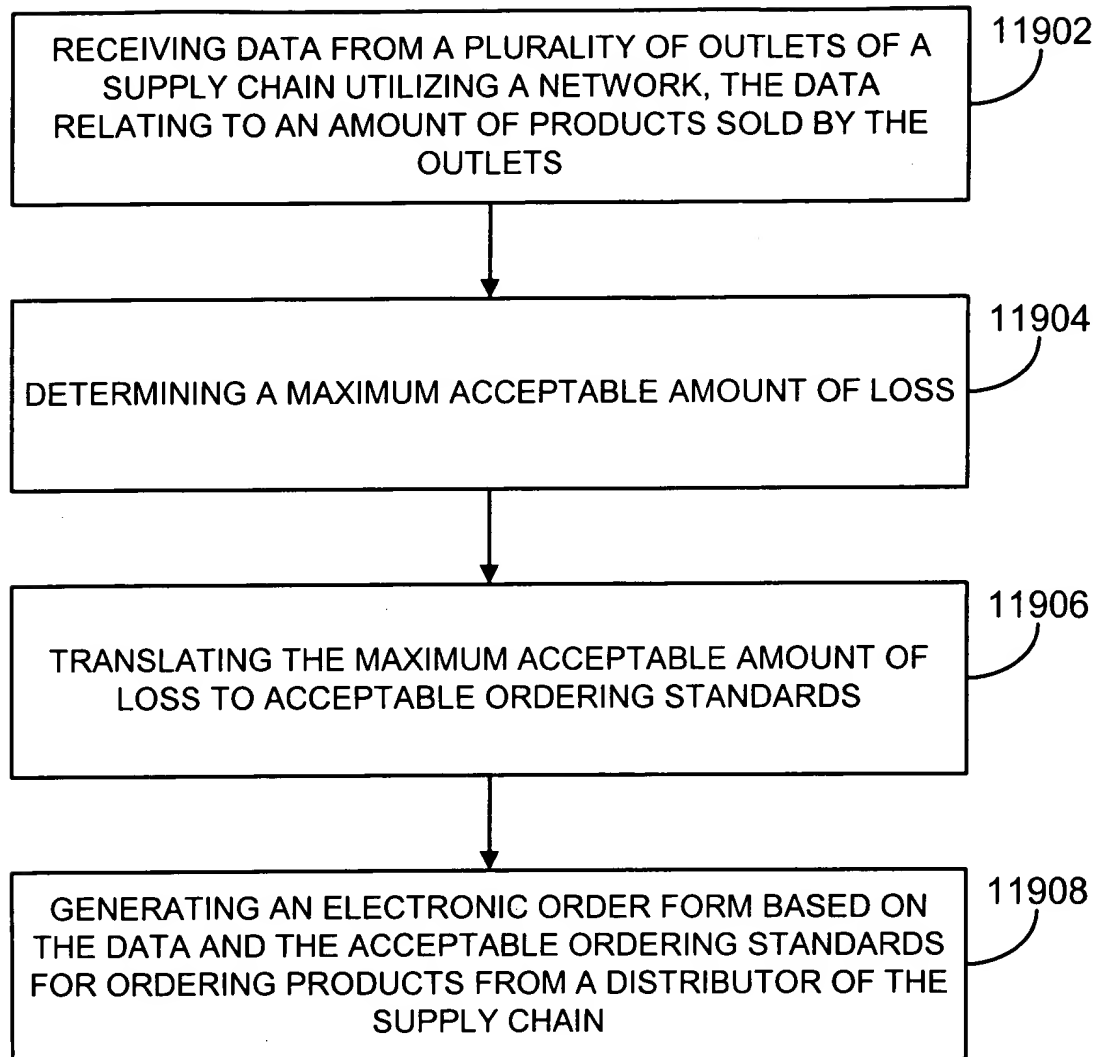 RECEIVING DATA FROM A PLURALITY OF OUTLETS OF A
SUPPLY CHAIN UTILIZING A NETWORK, THE DATA
RELATING TO AN AMOUNT OF PRODUCTS SOLD BY THE
OUTLETS
11902
DETERMINING A MAXIMUM ACCEPTABLE AMOUNT OF LOSS
11904
TRANSLATING THE MAXIMUM ACCEPTABLE AMOUNT OF
LOSS TO ACCEPTABLE ORDERING STANDARDS
11906
GENERATING AN ELECTRONIC ORDER FORM BASED ON
THE DATA AND THE ACCEPTABLE ORDERING STANDARDS
FOR ORDERING PRODUCTS FROM A DISTRIBUTOR OF THE
SUPPLY CHAIN
11908